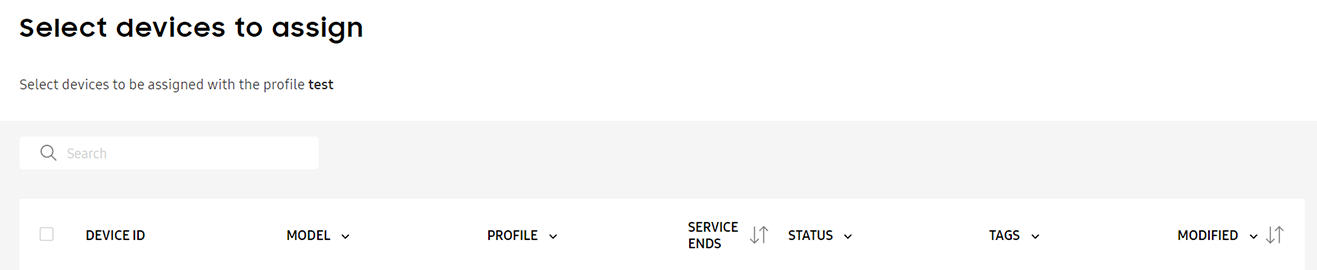 Select devices to assign
Select devices to be assigned with the profile test
Search
DEVICE ID MODEL PROFILE SERVICE ENDS STATUS TAGS MODIFIED